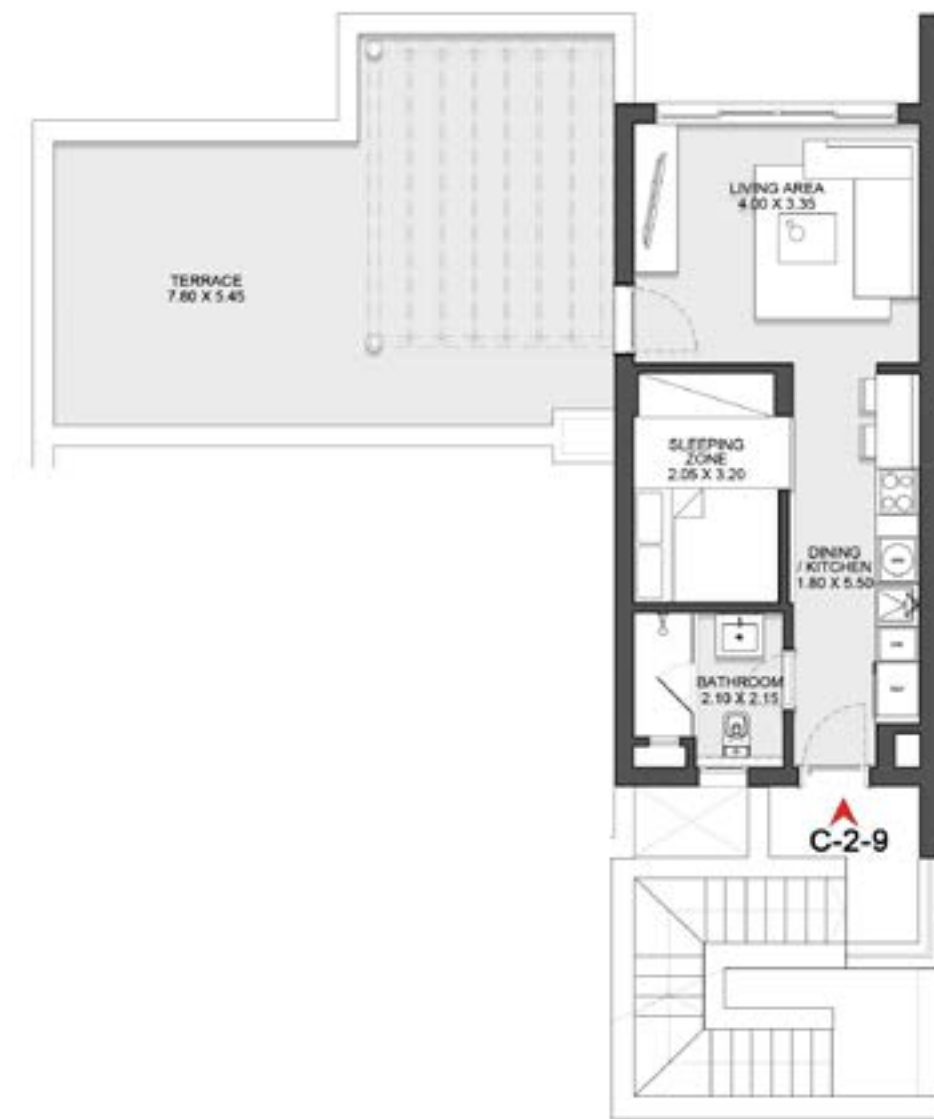 LIVING AREA
4.00 X 3.35
TERRACE
7.80 X 5.45
SLEEPING
ZONE
2.05 X 3.20
DINING
/ KITCHEN
1.80 X 5.50
BATHROOM
2.10 X 2.15
C-2-9